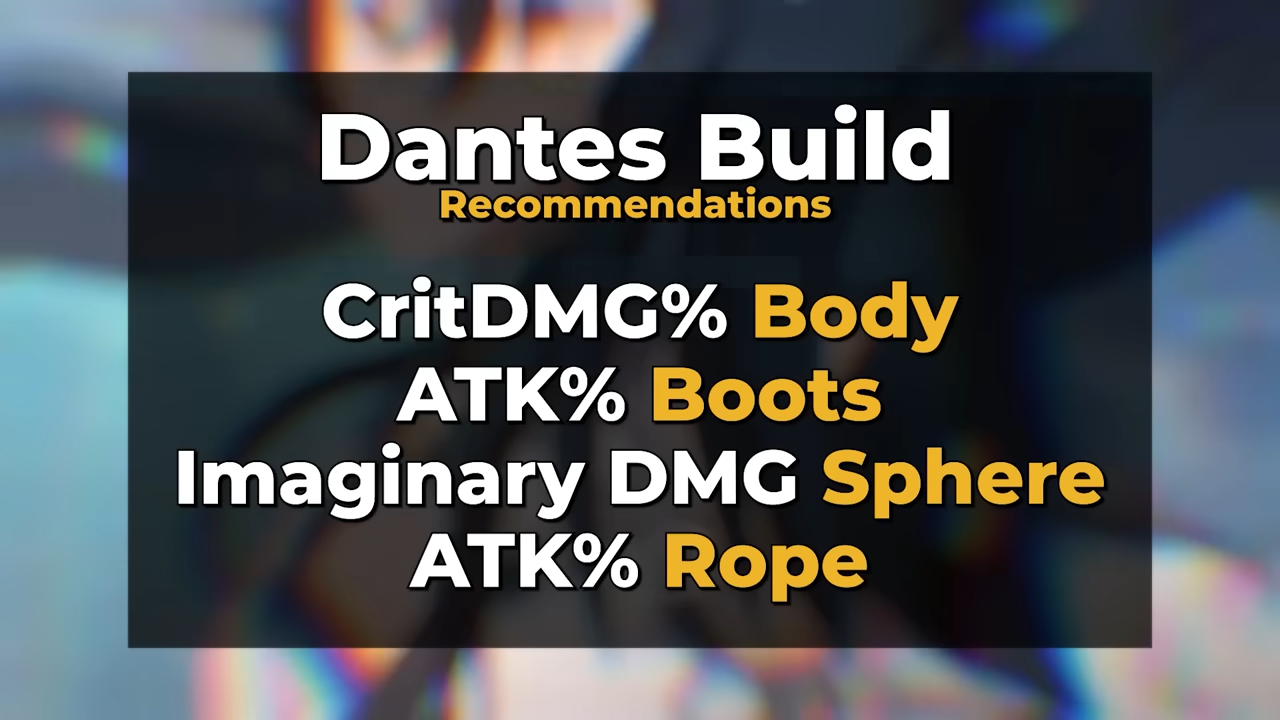 Dantes Build
Recommendations
CritDMG% Body
ATK% Boots
Imaginary DMG Sphere
ATK% Rope